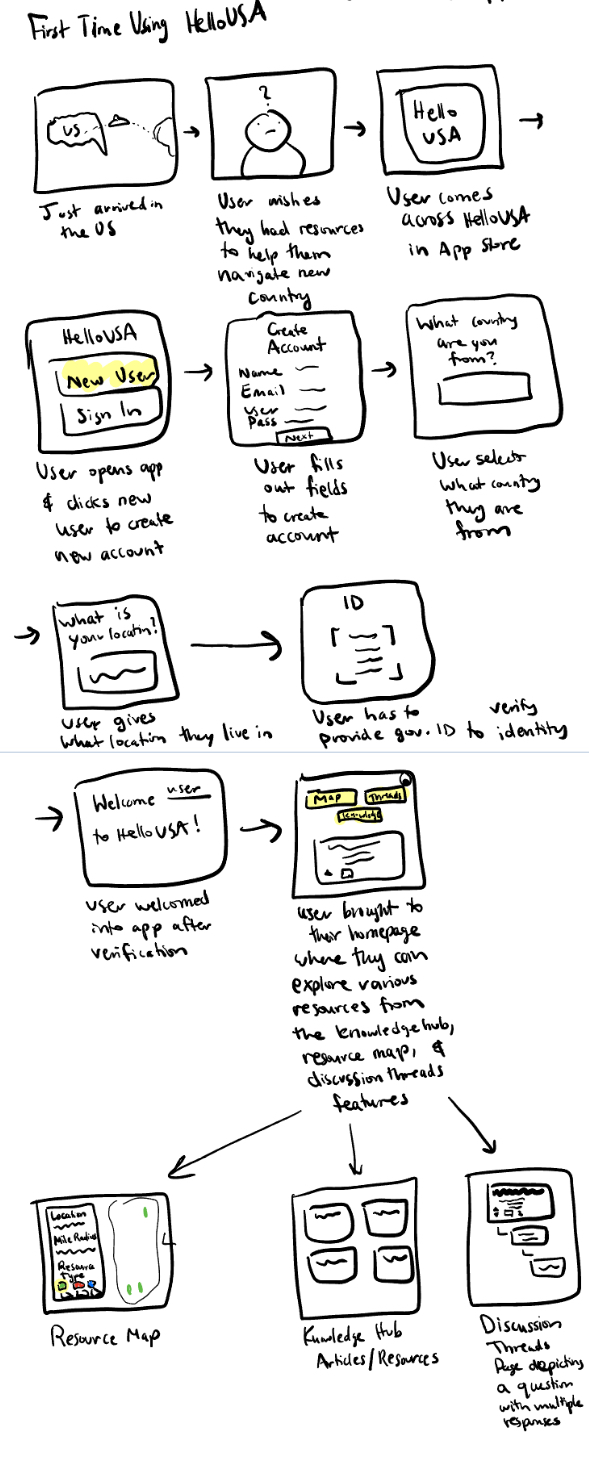 First Time Using HelloUSA
US
Just arrived in
the US
?
User wishes
they had resources
to help them
navigate new
country
Hello
USA
User comes
across HelloUSA
in App Store
HelloUSA
New User
Sign In
User opens app
& clicks new
user to create
new account
Create
Account
Name
Email
User
Pass
Next
User fills
out fields
to create
account
What country
are you
from?
User selects
what country
they are
from
What is
your locatin?
User gives
what location they live in
ID
User has to verify
provide gov. ID to identity
Welcome user
to HelloUSA!
user welcomed
into app after
verification
Map
Threads
Knowledge
user brought to
their homepage
where they can
explore various
resources from
the knowledge hub,
resource map, &
discussion threads
features
Location
Mile Radius
Resource
Type
Resource Map
Knowledge Hub
Articles/Resources
Discussion
Threads
Page depicting
a question
with multiple
responses